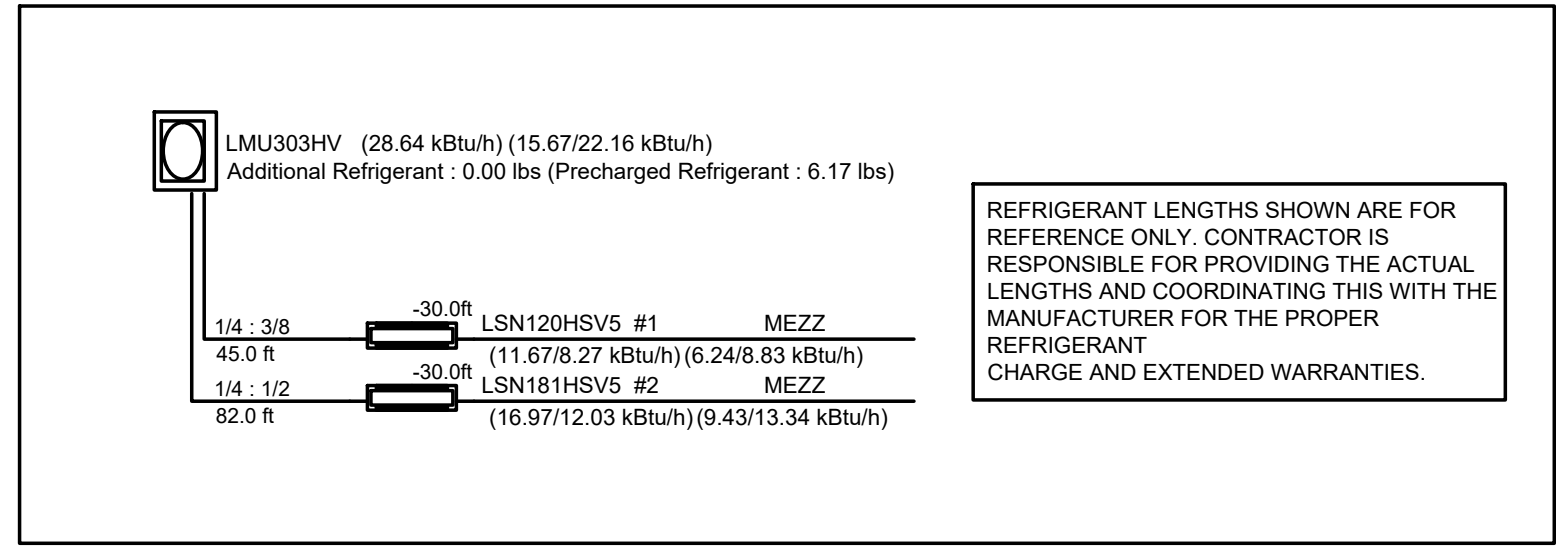 LMU303HV (28.64 kBtu/h) (15.67/22.16 kBtu/h)
Additional Refrigerant : 0.00 lbs (Precharged Refrigerant : 6.17 lbs)
REFRIGERANT LENGTHS SHOWN ARE FOR
REFERENCE ONLY. CONTRACTOR IS
RESPONSIBLE FOR PROVIDING THE ACTUAL
LENGTHS AND COORDINATING THIS WITH THE
MANUFACTURER FOR THE PROPER
REFRIGERANT
CHARGE AND EXTENDED WARRANTIES.
1/4 : 3/8 -30.0ft LSN120HSV5 #1 MEZZ
45.0 ft (11.67/8.27 kBtu/h) (6.24/8.83 kBtu/h)
1/4 : 1/2 -30.0ft LSN181HSV5 #2 MEZZ
82.0 ft (16.97/12.03 kBtu/h) (9.43/13.34 kBtu/h)